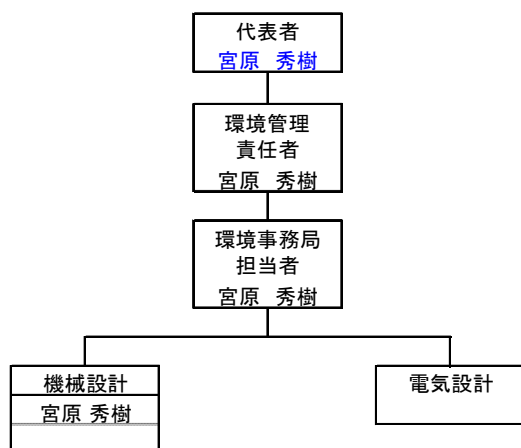 代表者
宮原　秀樹
環境管理
責任者
宮原　秀樹
環境事務局
担当者
宮原　秀樹
機械設計
宮原 秀樹
電気設計